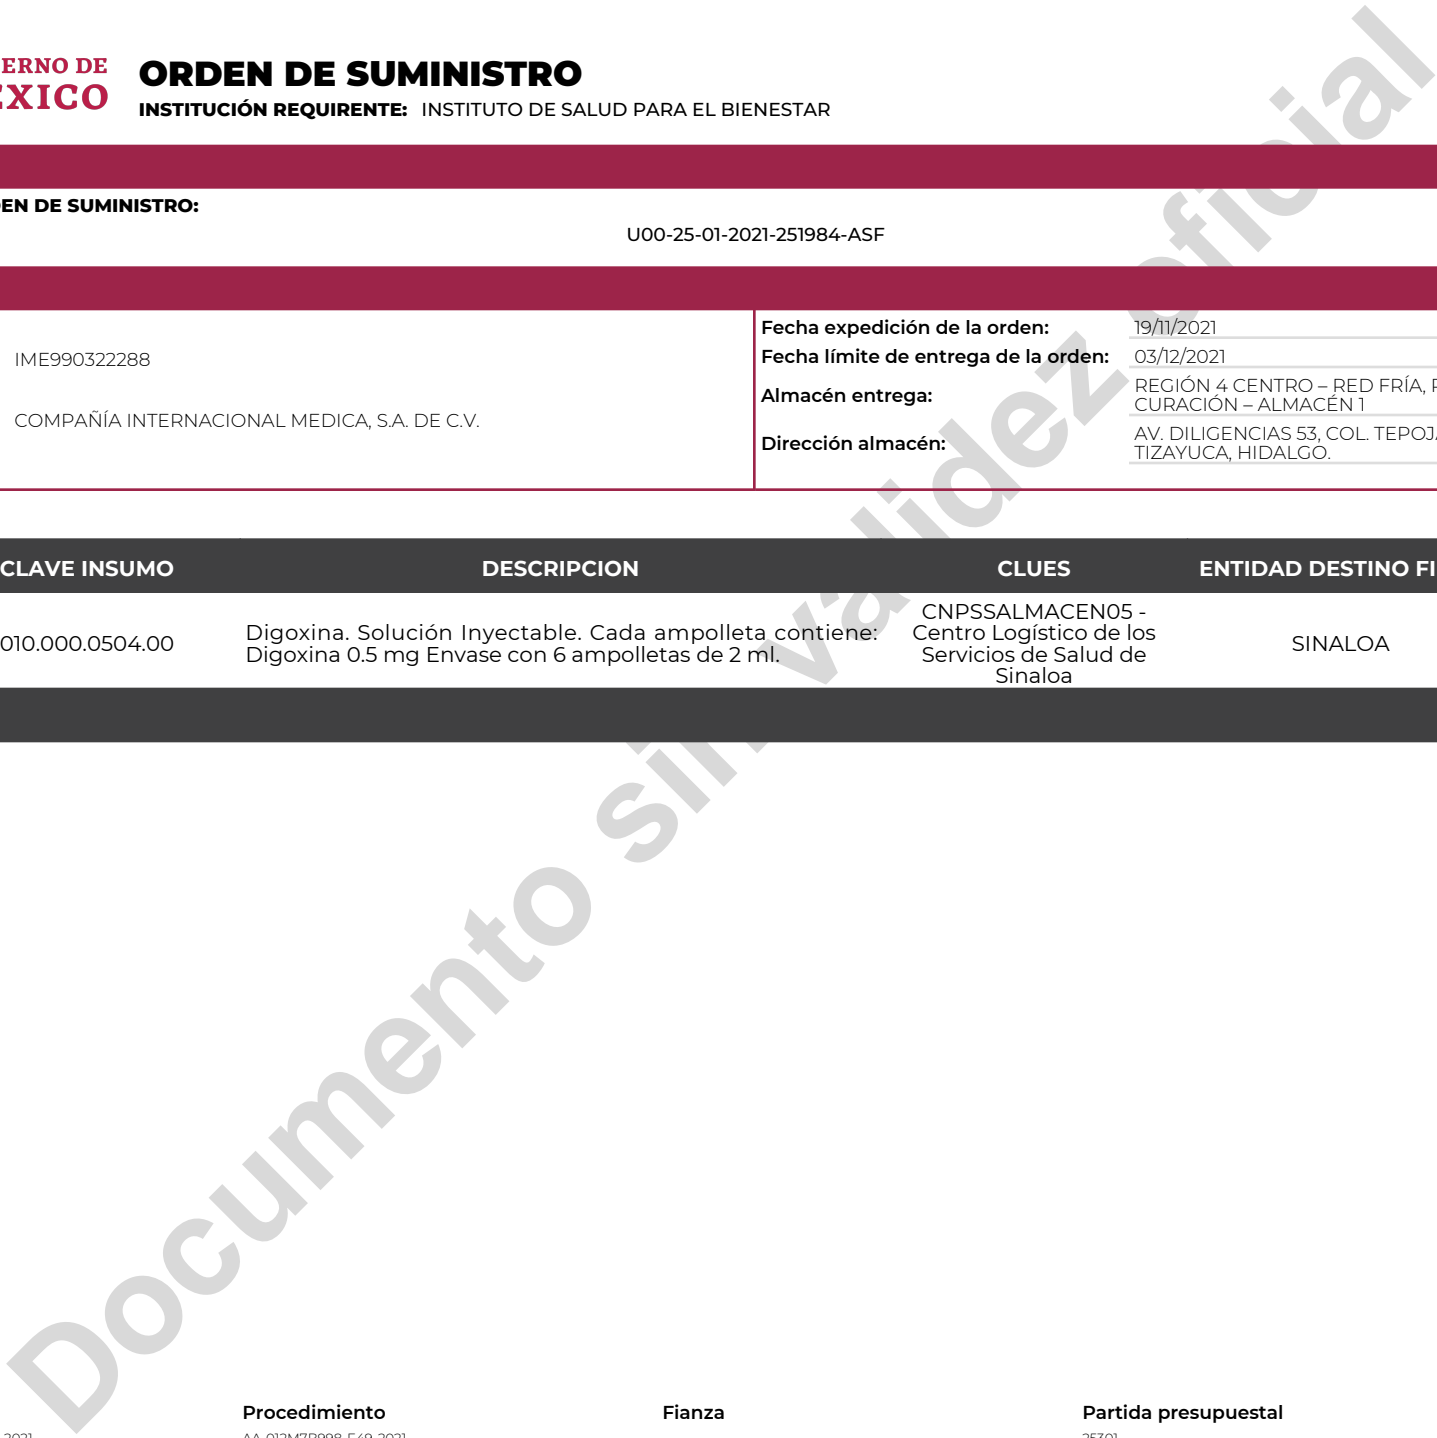 ERNO DE
EXICO
ORDEN DE SUMINISTRO
INSTITUCIÓN REQUIRENTE: INSTITUTO DE SALUD PARA EL BIENESTAR
EN DE SUMINISTRO:
U00-25-01-2021-251984-ASF
IME990322288
COMPAÑÍA INTERNACIONAL MEDICA, S.A. DE C.V.
Fecha expedición de la orden: 19/11/2021
Fecha límite de entrega de la orden: 03/12/2021
Almacén entrega: REGIÓN 4 CENTRO – RED FRÍA,
CURACIÓN – ALMACÉN 1
Dirección almacén: AV. DILIGENCIAS 53, COL. TEPOJ
TIZAYUCA, HIDALGO.
CLAVE INSUMO DESCRIPCION CLUES ENTIDAD DESTINO FI
010.000.0504.00
Digoxina. Solución Inyectable. Cada ampolleta contiene:
Digoxina 0.5 mg Envase con 6 ampolletas de 2 ml.
CNPSSALMACEN05 -
Centro Logístico de los
Servicios de Salud de
Sinaloa
SINALOA
Documento sin validez oficial
Procedimiento Fianza Partida presupuestal